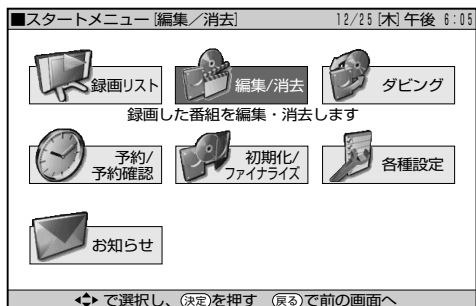 ■スタートメニュー[編集／消去] 12/25[木]午後 6:05
録画リスト 編集/消去 ダビング
録画した番組を編集・消去します
予約/
予約確認
初期化/
ファイナライズ
各種設定
お知らせ
で選択し、決定を押す 戻るで前の画面へ